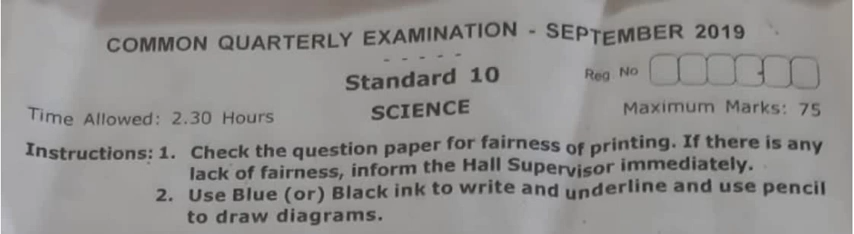 COMMON QUARTERLY EXAMINATION - SEPTEMBER 2019
- - - - -
Standard 10 Reg No
Time Allowed: 2.30 Hours SCIENCE Maximum Marks: 75
Instructions: 1. Check the question paper for fairness of printing. If there is any
lack of fairness, inform the Hall Supervisor immediately.
2. Use Blue (or) Black ink to write and underline and use pencil
to draw diagrams.